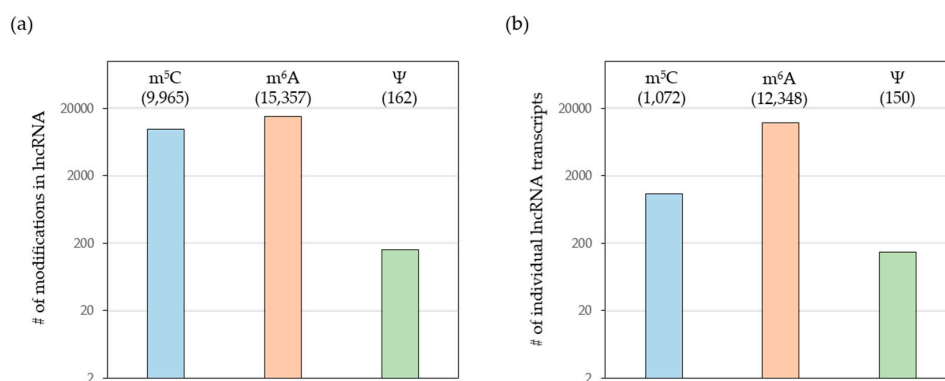 (a)
# of modifications in lncRNA
m⁵C m⁶A Ψ
(9,965) (15,357) (162)
20000
2000
200
20
2
(b)
# of individual lncRNA transcripts
m⁵C m⁶A Ψ
(1,072) (12,348) (150)
20000
2000
200
20
2